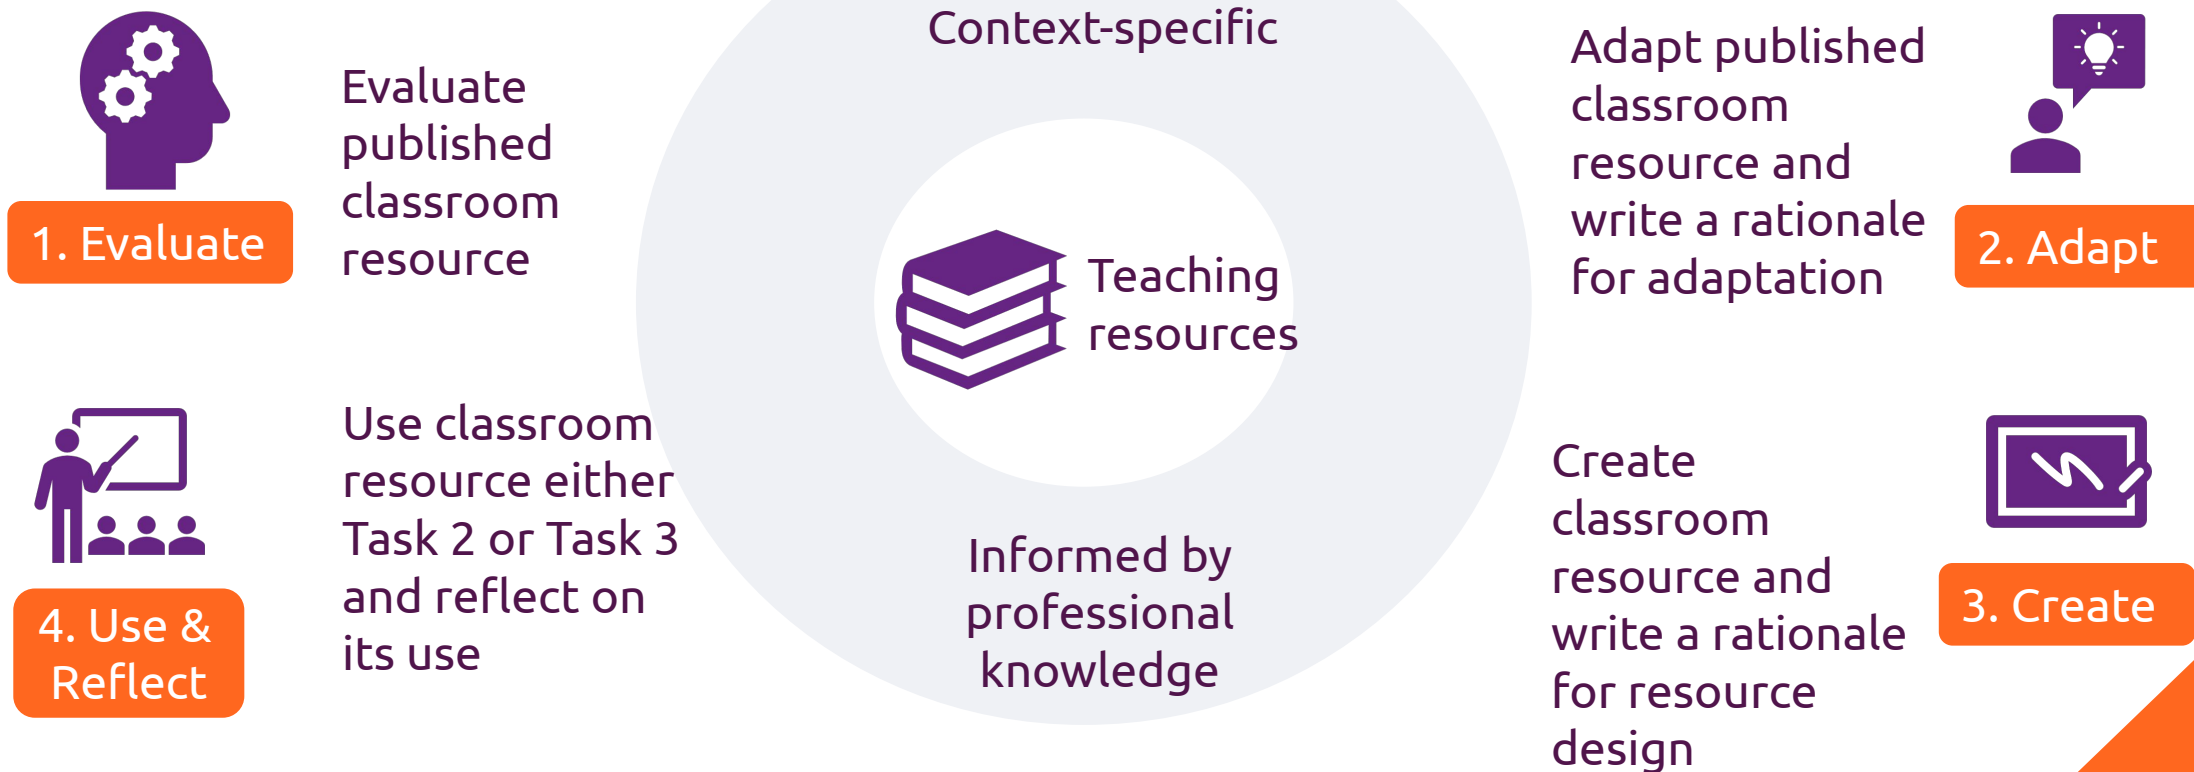 1. Evaluate
Evaluate
published
classroom
resource
Context-specific
Teaching
resources
Informed by
professional
knowledge
Adapt published
classroom
resource and
write a rationale
for adaptation
2. Adapt
Create
classroom
resource and
write a rationale
for resource
design
3. Create
4. Use &
Reflect
Use classroom
resource either
Task 2 or Task 3
and reflect on
its use